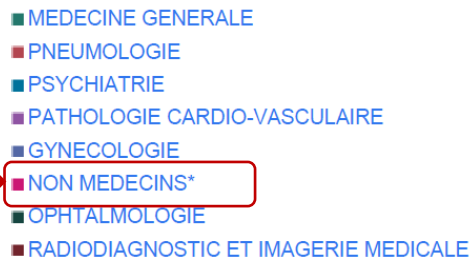 MEDECINE GENERALE
PNEUMOLOGIE
PSYCHIATRIE
PATHOLOGIE CARDIO-VASCULAIRE
GYNECOLOGIE
NON MEDECINS*
OPHTALMOLOGIE
RADIODIAGNOSTIC ET IMAGERIE MEDICALE